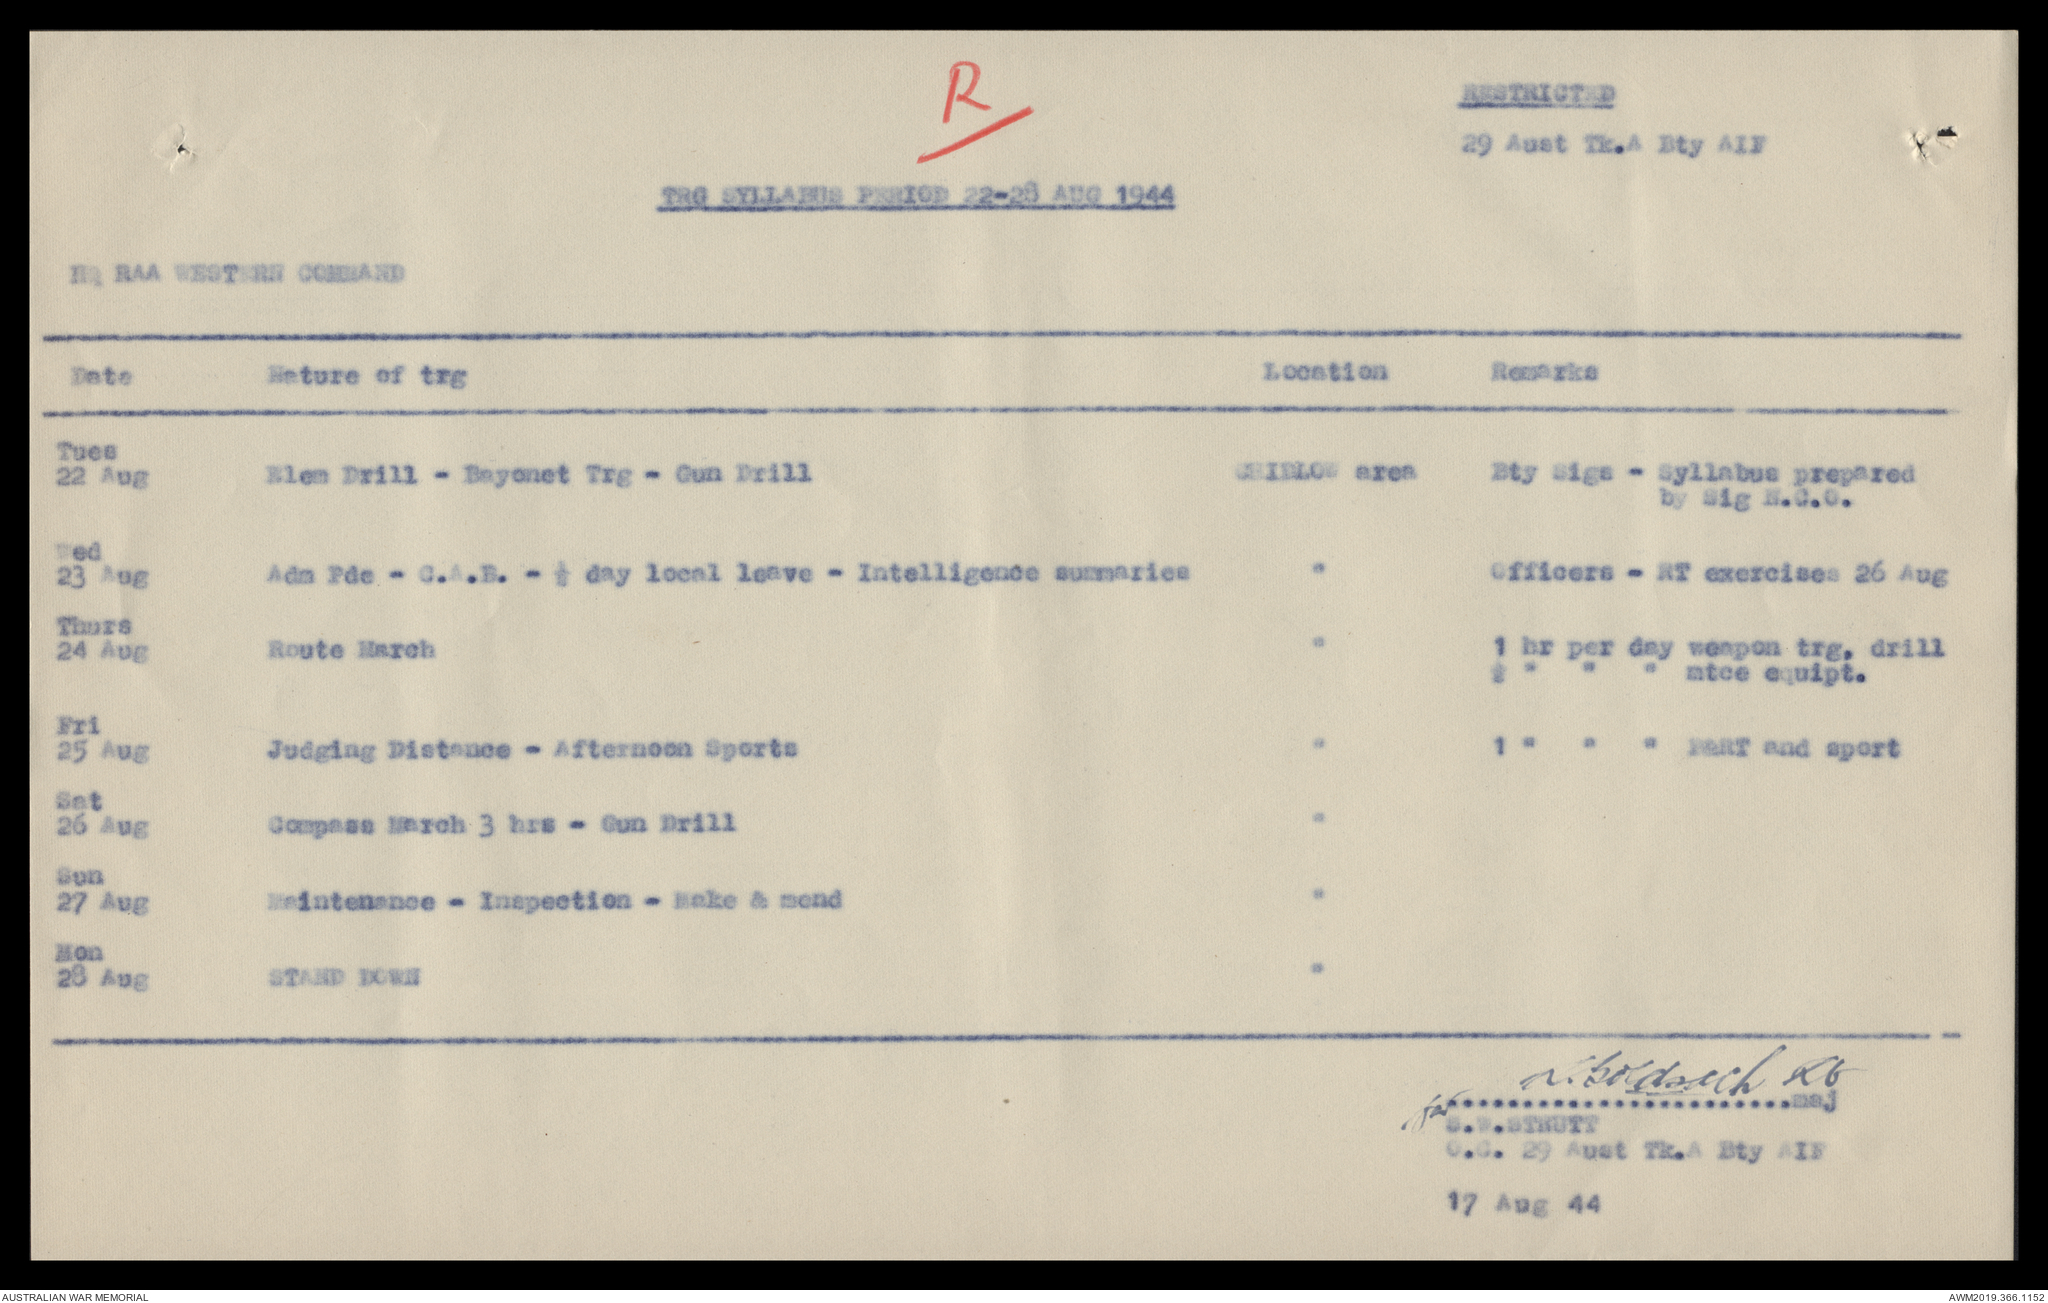 R
RESTRICTED
29 Aust Tk.A Bty AIF
TRG SYLLABUS PERIOD 22-28 AUG 1944
HQ RAA WESTERN COMMAND
Date Nature of trg Location Remarks
Tues
22 Aug Elem Drill - Bayonet Trg - Gun Drill CHIDLOW area Bty Sigs - Syllabus prepared
by Sig N.C.O.
Wed
23 Aug Adm Pde - C.A.B. - ½ day local leave - Intelligence summaries " Officers - RT exercises 26 Aug
Thurs
24 Aug Route March " 1 hr per day weapon trg, drill
½ " " " mtce equipt.
Fri
25 Aug Judging Distance - Afternoon Sports " 1 " " " P&RT and sport
Sat
26 Aug Compass March 3 hrs - Gun Drill "
Sun
27 Aug Maintenance - Inspection - Make & mend "
Mon
28 Aug STAND DOWN "
Lt
for ......................maj
S.W.STRUTT
O.C. 29 Aust Tk.A Bty AIF
17 Aug 44
AUSTRALIAN WAR MEMORIAL AWM2019.366.1152